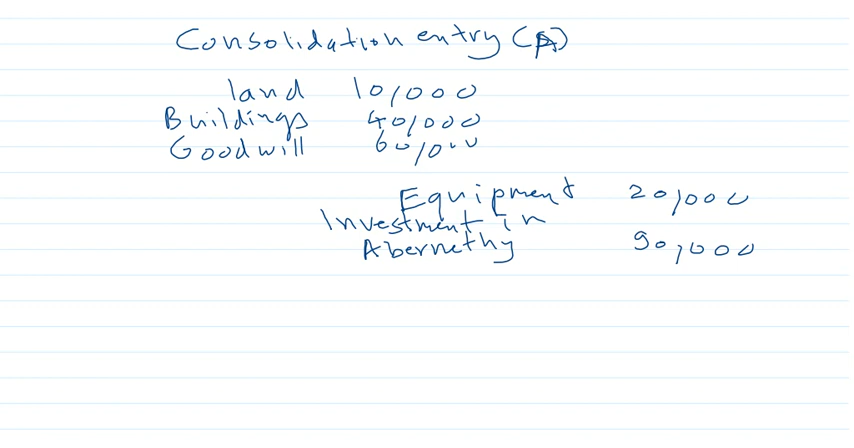 Consolidation entry (A)
land 10,000
Buildings 40,000
Goodwill 60,000
Equipment 20,000
Investment in
Abernethy 90,000